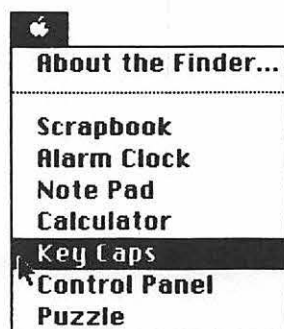 About the Finder...
Scrapbook
Alarm Clock
Note Pad
Calculator
Key Caps
Control Panel
Puzzle